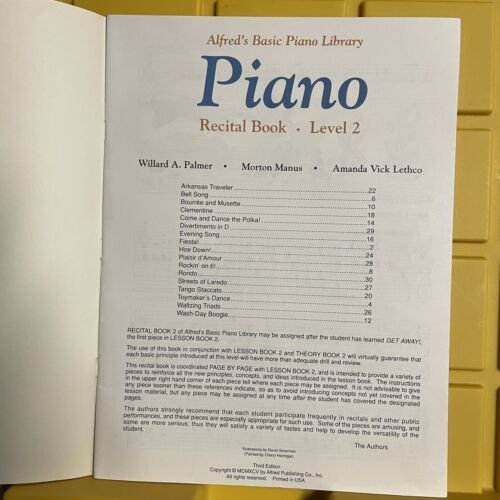 Alfred's Basic Piano Library
Piano
Recital Book • Level 2
Willard A. Palmer • Morton Manus • Amanda Vick Lethco
Arkansas Traveler ........ 22
Bell Song ........ 6
Bourrée and Musette ........ 10
Clementine ........ 18
Come and Dance the Polka! ........ 14
Divertimento in D ........ 29
Evening Song ........ 16
Fiesta! ........ 2
Hoe Down! ........ 24
Plaisir d'Amour ........ 28
Rockin' on 6! ........ 8
Rondo ........ 30
Streets of Laredo ........ 27
Tango Staccato ........ 20
Toymaker's Dance ........ 4
Waltzing Triads ........ 26
Wash-Day Boogie ........ 12
RECITAL BOOK 2 of Alfred's Basic Piano Library may be assigned after the student has learned GET AWAY!,
the first piece in LESSON BOOK 2.
The use of this book in conjunction with LESSON BOOK 2 and THEORY BOOK 2 will virtually guarantee that
each basic principle introduced at this level will have more than adequate drill and review.
This recital book is coordinated PAGE BY PAGE with LESSON BOOK 2, and is intended to provide a variety of
pieces to reinforce all the new principles, concepts, and ideas introduced in the lesson book. The instructions
in the upper right hand corner of each piece tell where each piece may be assigned. It is not advisable to give
any piece sooner than these references indicate, so as to avoid introducing concepts not yet covered in the
lesson material, but any piece may be assigned at any time after the student has covered the designated
pages.
The authors strongly recommend that each student participate frequently in recitals and other public
performances, and these pieces are especially appropriate for such use. Some of the pieces are amusing, and
some are more serious; thus they will satisfy a variety of tastes and help to develop the versatility of the
student.
The Authors
Illustrations by David Silverman
(Painted by Cheryl Hennigar)
Third Edition
Copyright © MCMXCV by Alfred Publishing Co., Inc.
All rights reserved. Printed in USA.